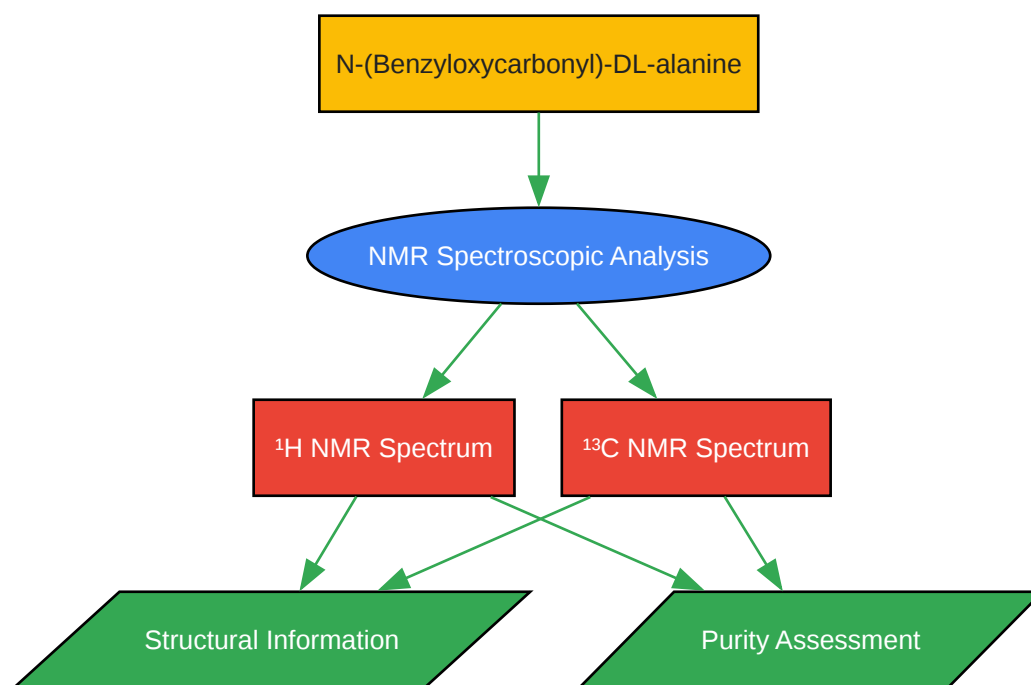 N-(Benzyloxycarbonyl)-DL-alanine
NMR Spectroscopic Analysis
¹H NMR Spectrum
¹³C NMR Spectrum
Structural Information
Purity Assessment